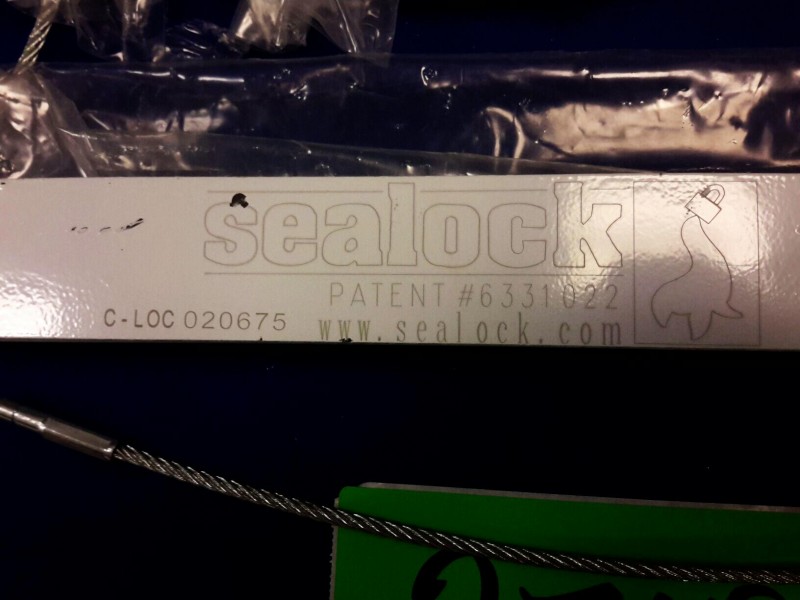 sealock
PATENT #6331022
C-LOC 020675
www.sealock.com